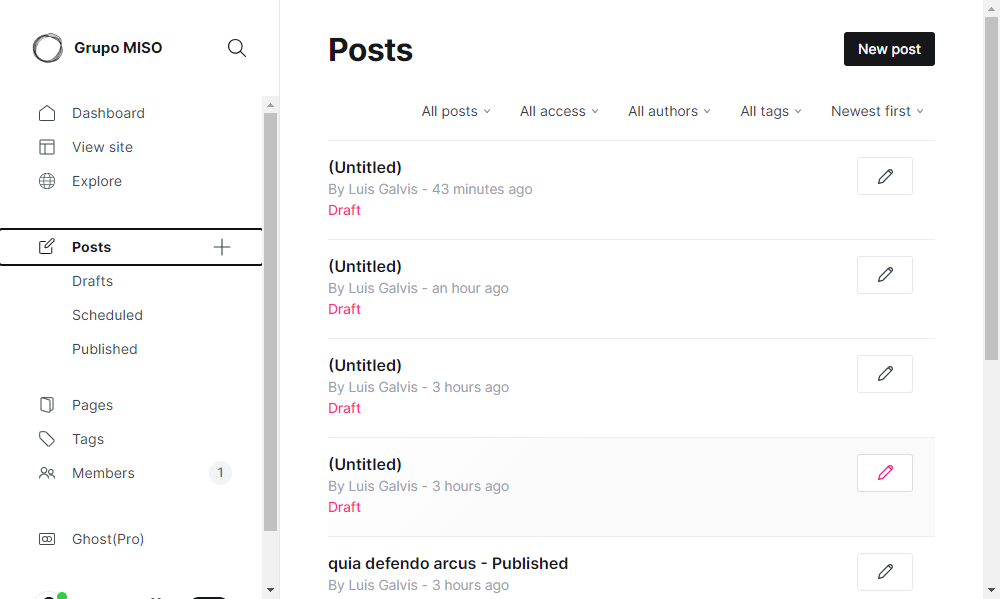 Grupo MISO
Dashboard
View site
Explore
Posts
Drafts
Scheduled
Published
Pages
Tags
Members 1
Ghost(Pro)
Posts
New post
All posts All access All authors All tags Newest first
(Untitled)
By Luis Galvis - 43 minutes ago
Draft
(Untitled)
By Luis Galvis - an hour ago
Draft
(Untitled)
By Luis Galvis - 3 hours ago
Draft
(Untitled)
By Luis Galvis - 3 hours ago
Draft
quia defendo arcus - Published
By Luis Galvis - 3 hours ago